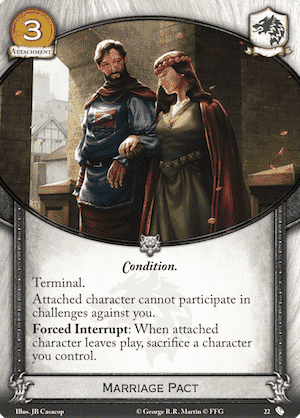 3
Attachment
Condition.
Terminal.
Attached character cannot participate in
challenges against you.
Forced Interrupt: When attached
character leaves play, sacrifice a character
you control.
Marriage Pact
Illus. JB Casacop © George R.R. Martin © FFG 22